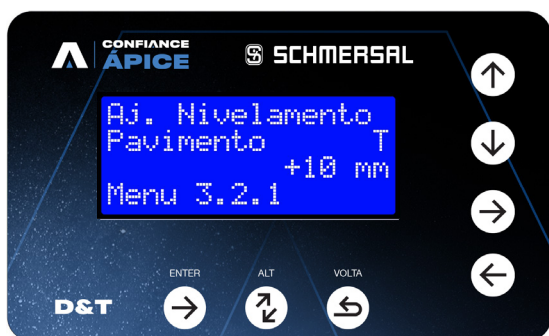 CONFIANCE
ÁPICE
SCHMERSAL
Aj. Nivelamento
Pavimento T
+10 mm
Menu 3.2.1
ENTER ALT VOLTA
D&T